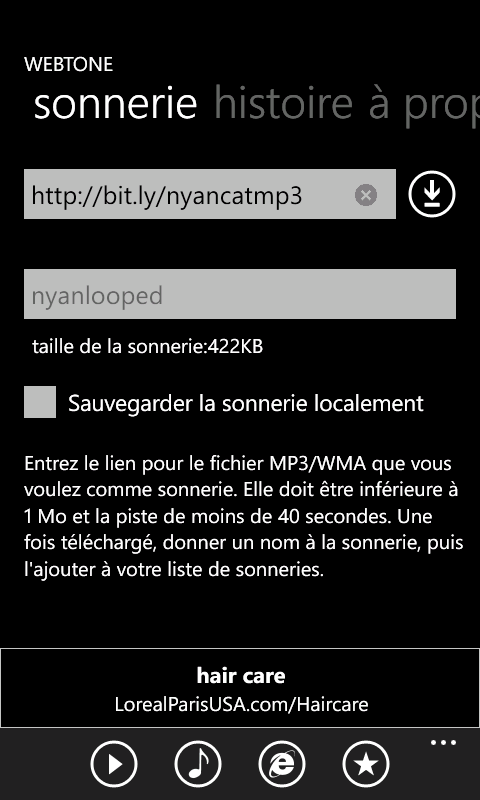 WEBTONE
sonnerie histoire à prop
http://bit.ly/nyancatmp3
nyanlooped
taille de la sonnerie:422KB
Sauvegarder la sonnerie localement
Entrez le lien pour le fichier MP3/WMA que vous
voulez comme sonnerie. Elle doit être inférieure à
1 Mo et la piste de moins de 40 secondes. Une
fois téléchargé, donner un nom à la sonnerie, puis
l'ajouter à votre liste de sonneries.
hair care
LorealParisUSA.com/Haircare